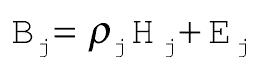 B_j = ρ_j H_j + E_j